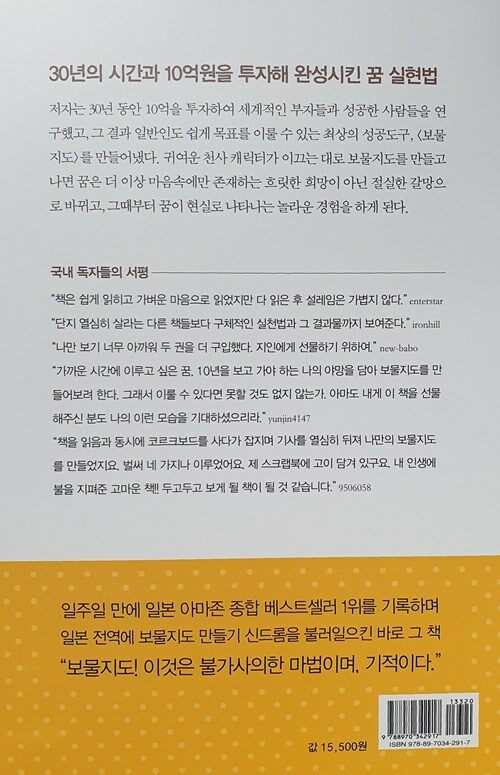 30년의 시간과 10억원을 투자해 완성시킨 꿈 실현법
저자는 30년 동안 10억을 투자하여 세계적인 부자들과 성공한 사람들을 연
구했고, 그 결과 일반인도 쉽게 목표를 이룰 수 있는 최상의 성공도구, 〈보물
지도〉를 만들어냈다. 귀여운 천사 캐릭터가 이끄는 대로 보물지도를 만들고
나면 꿈은 더 이상 마음속에만 존재하는 흐릿한 희망이 아닌 절실한 갈망으
로 바뀌고, 그때부터 꿈이 현실로 나타나는 놀라운 경험을 하게 된다.
국내 독자들의 서평
“책은 쉽게 읽히고 가벼운 마음으로 읽었지만 다 읽은 후 설레임은 가볍지 않다.” enterstar
“단지 열심히 살라는 다른 책들보다 구체적인 실천법과 그 결과물까지 보여준다.” ironhill
“나만 보기 너무 아까워 두 권을 더 구입했다. 지인에게 선물하기 위하여.” new-babo
“가까운 시간에 이루고 싶은 꿈, 10년을 보고 가야 하는 나의 야망을 담아 보물지도를 만
들어보려 한다. 그래서 이룰 수 있다면 못할 것도 없지 않는가. 아마도 내게 이 책을 선물
해주신 분도 나의 이런 모습을 기대하셨으리라.” yunjin4147
“책을 읽음과 동시에 코르크보드를 사다가 잡지며 기사를 열심히 뒤져 나만의 보물지도
를 만들었지요. 벌써 네 가지나 이루었어요. 제 스크랩북에 고이 담겨 있구요. 내 인생에
불을 지펴준 고마운 책!! 두고두고 보게 될 책이 될 것 같습니다.” 9506058
일주일 만에 일본 아마존 종합 베스트셀러 1위를 기록하며
일본 전역에 보물지도 만들기 신드롬을 불러일으킨 바로 그 책
“보물지도! 이것은 불가사의한 마법이며, 기적이다.”
13320
9 788970 342917
값 15,500원
ISBN 978-89-7034-291-7